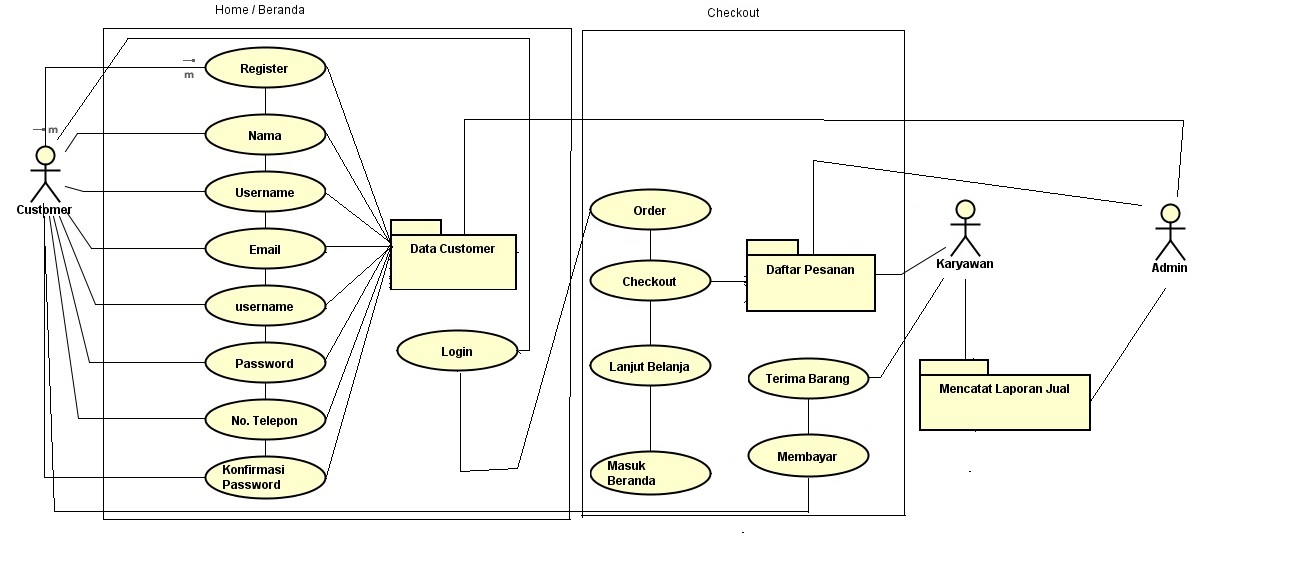 Home / Beranda
Checkout
Register
m
m
Nama
Customer
Username
Email
username
Password
No. Telepon
Konfirmasi
Password
Data Customer
Login
Order
Checkout
Lanjut Belanja
Masuk
Beranda
Daftar Pesanan
Terima Barang
Membayar
Karyawan
Admin
Mencatat Laporan Jual